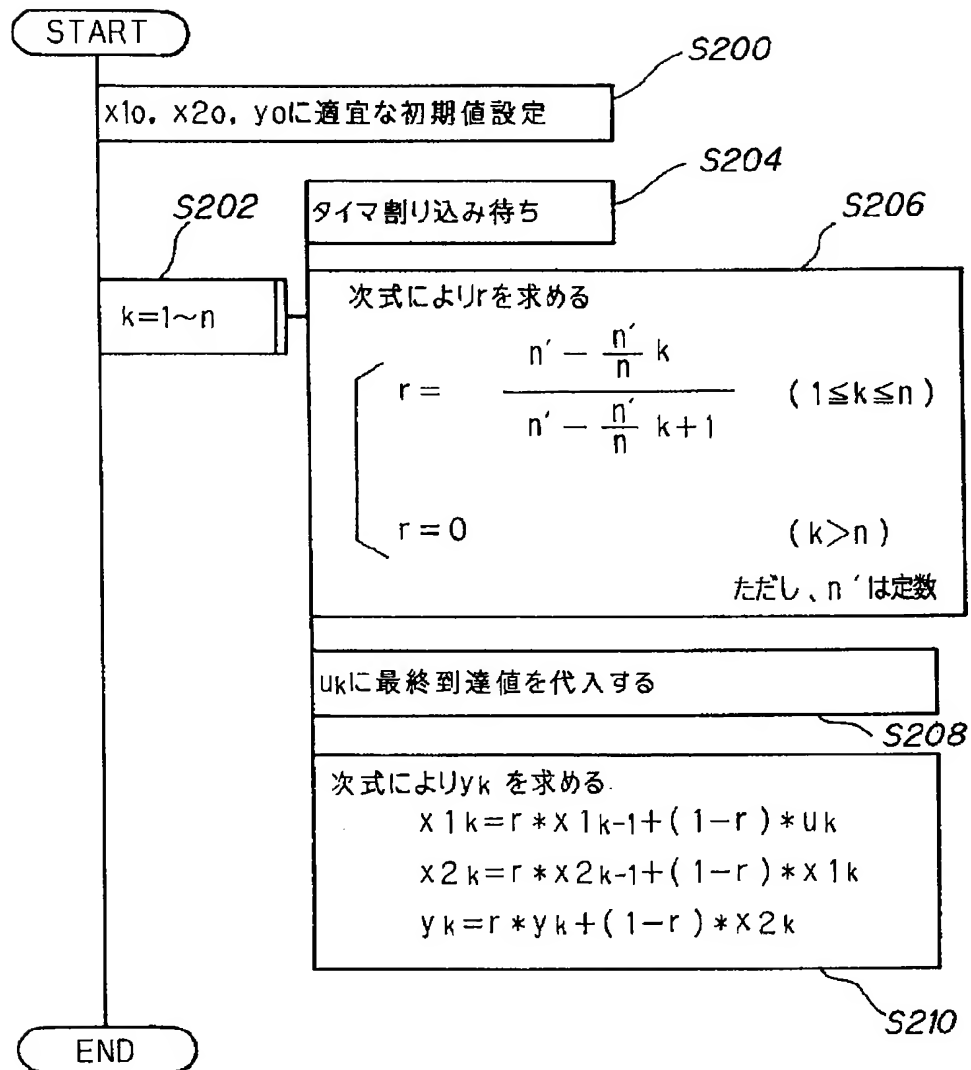 START
S200
x1o, x2o, yoに適宜な初期値設定
S204
タイマ割り込み待ち
S202
k=1~n
S206
次式によりrを求める
r = (n′ - n′/n k) / (n′ - n′/n k+1) (1≦k≦n)
r = 0 (k>n)
ただし、n′は定数
ukに最終到達値を代入する
S208
次式によりyk を求める
x1k=r*x1k-1+(1-r)*uk
x2k=r*x2k-1+(1-r)*x1k
yk=r*yk+(1-r)*x2k
S210
END